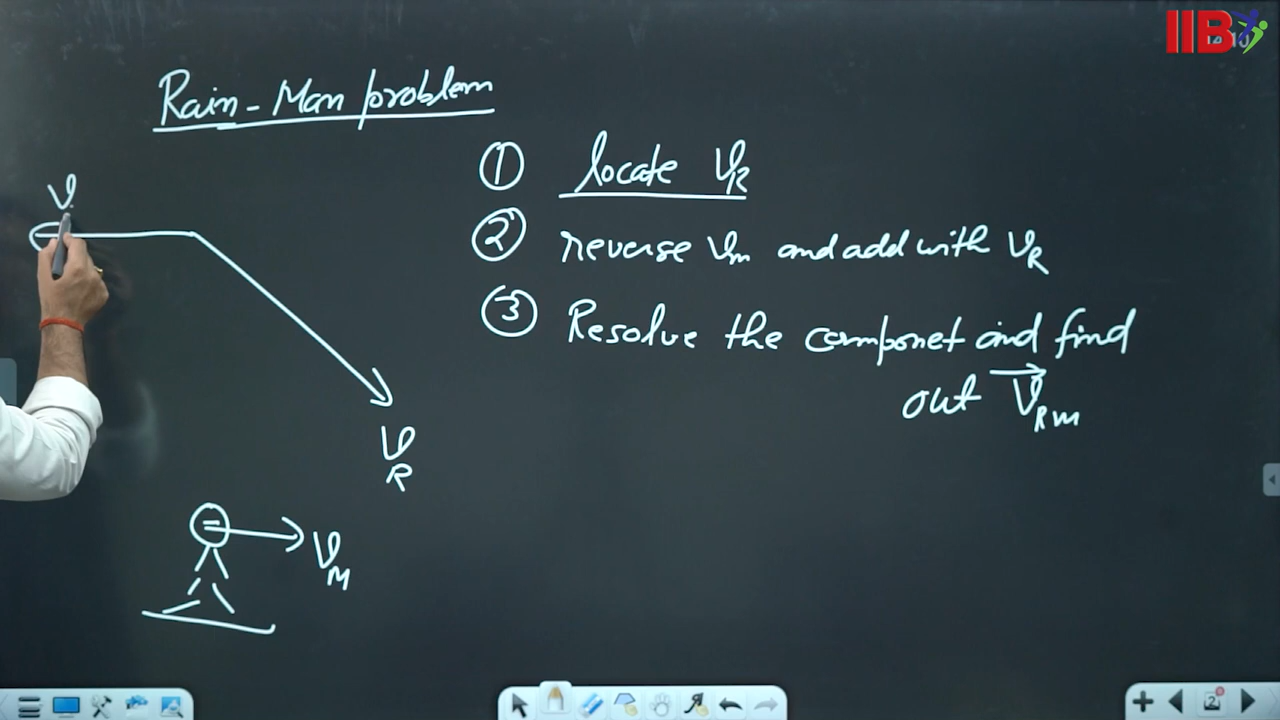 IIB
Rain-Man problem
① locate V_R
② reverse V_m and add with V_R
③ Resolve the componet and find
out V_Rm
V
V_R
V_M
2